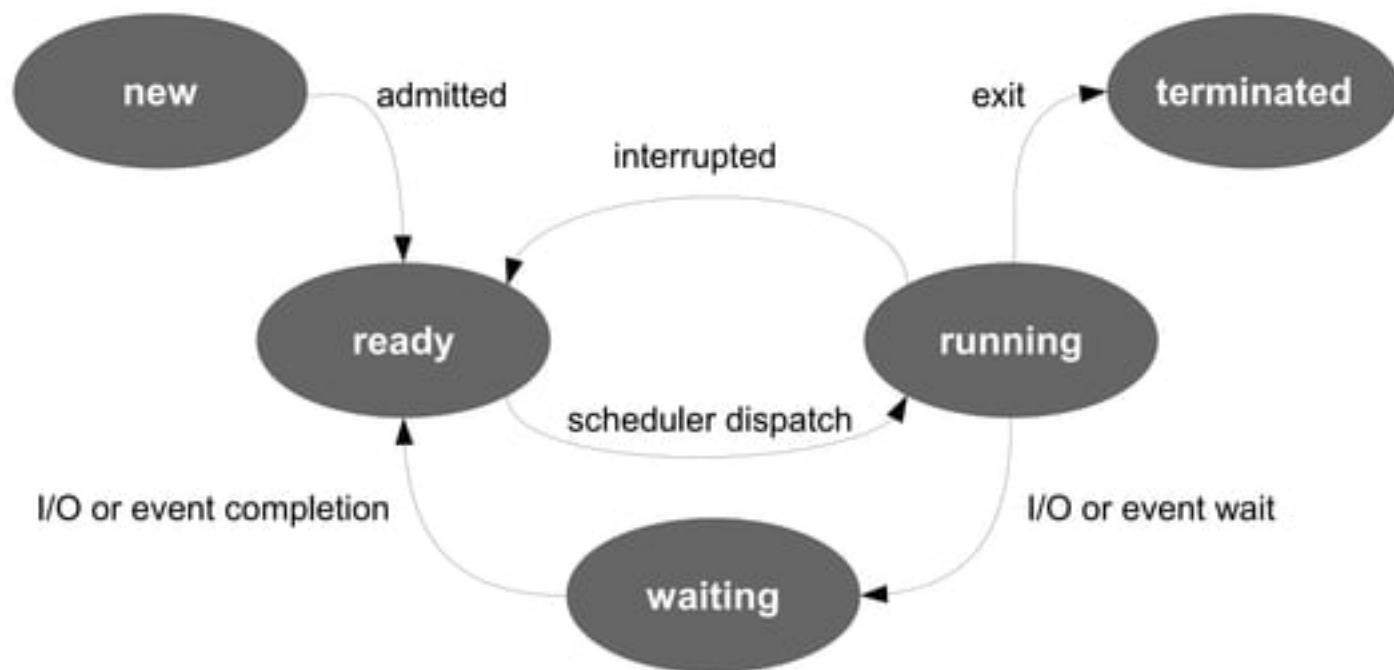 new
admitted
exit
terminated
interrupted
ready
running
scheduler dispatch
I/O or event completion
I/O or event wait
waiting